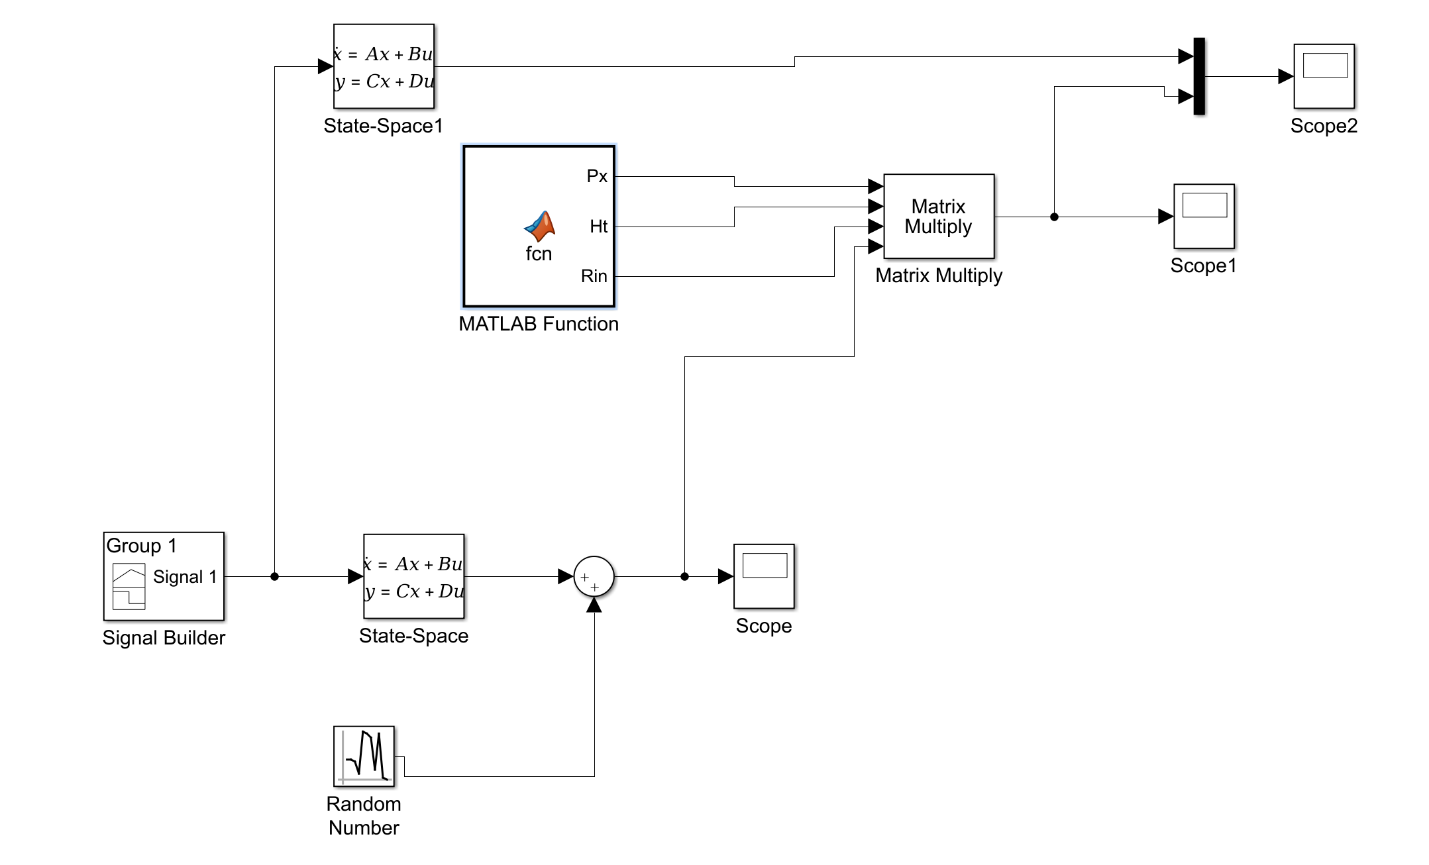 ẋ = Ax + Bu
y = Cx + Du
State-Space1
Scope2
Px
Ht
Rin
fcn
MATLAB Function
Matrix
Multiply
Matrix Multiply
Scope1
Group 1
Signal 1
Signal Builder
ẋ = Ax + Bu
y = Cx + Du
State-Space
+
+
Scope
Random
Number